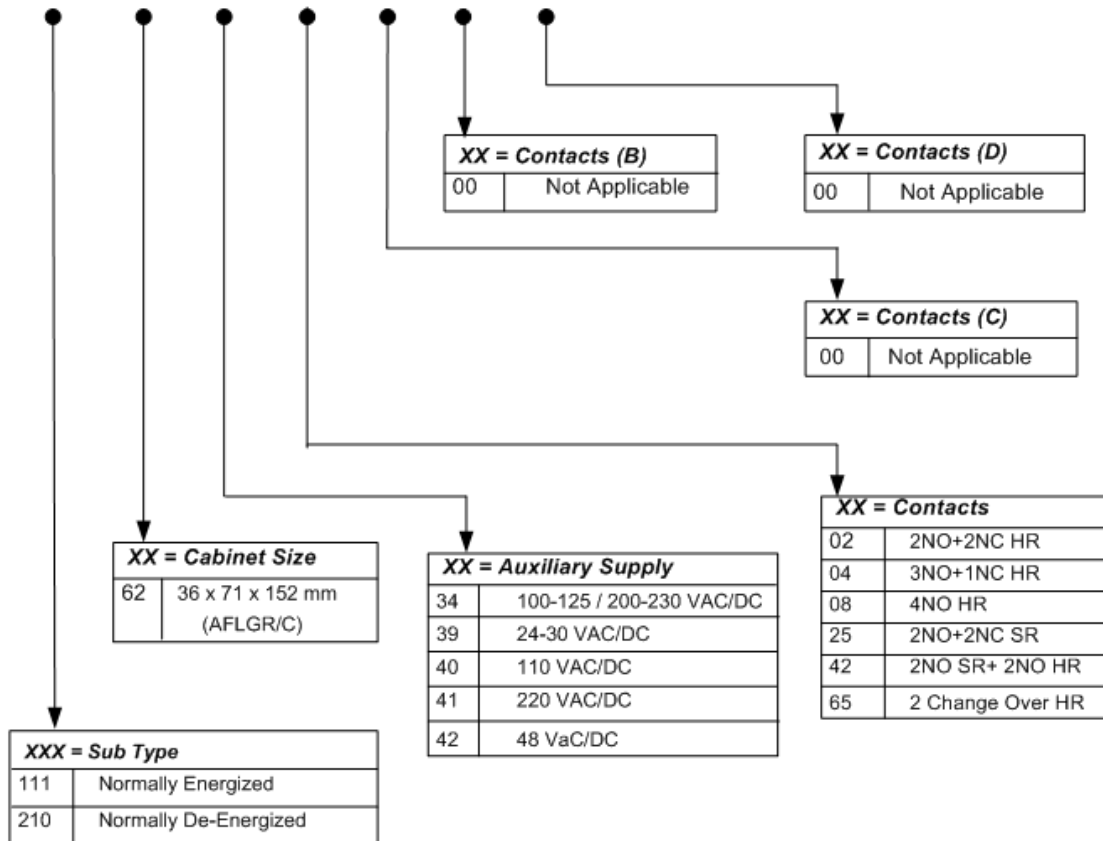 XX = Contacts (B)
00 Not Applicable
XX = Contacts (D)
00 Not Applicable
XX = Contacts (C)
00 Not Applicable
XX = Contacts
02 2NO+2NC HR
04 3NO+1NC HR
08 4NO HR
25 2NO+2NC SR
42 2NO SR+ 2NO HR
65 2 Change Over HR
XX = Cabinet Size
62 36 x 71 x 152 mm
(AFLGR/C)
XX = Auxiliary Supply
34 100-125 / 200-230 VAC/DC
39 24-30 VAC/DC
40 110 VAC/DC
41 220 VAC/DC
42 48 VaC/DC
XXX = Sub Type
111 Normally Energized
210 Normally De-Energized